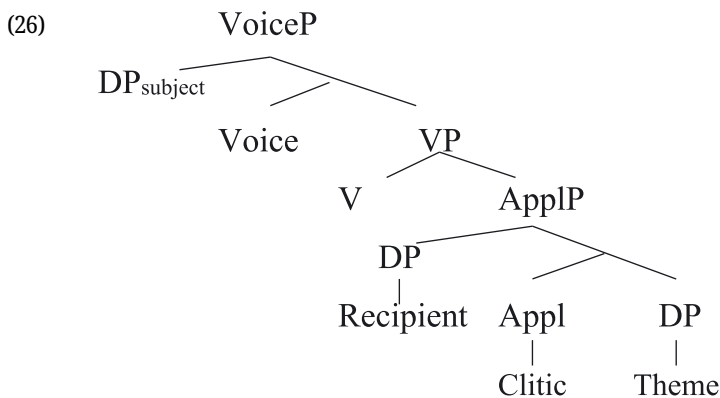 (26) VoiceP
DPsubject
Voice VP
V ApplP
DP
Recipient Appl DP
Clitic Theme